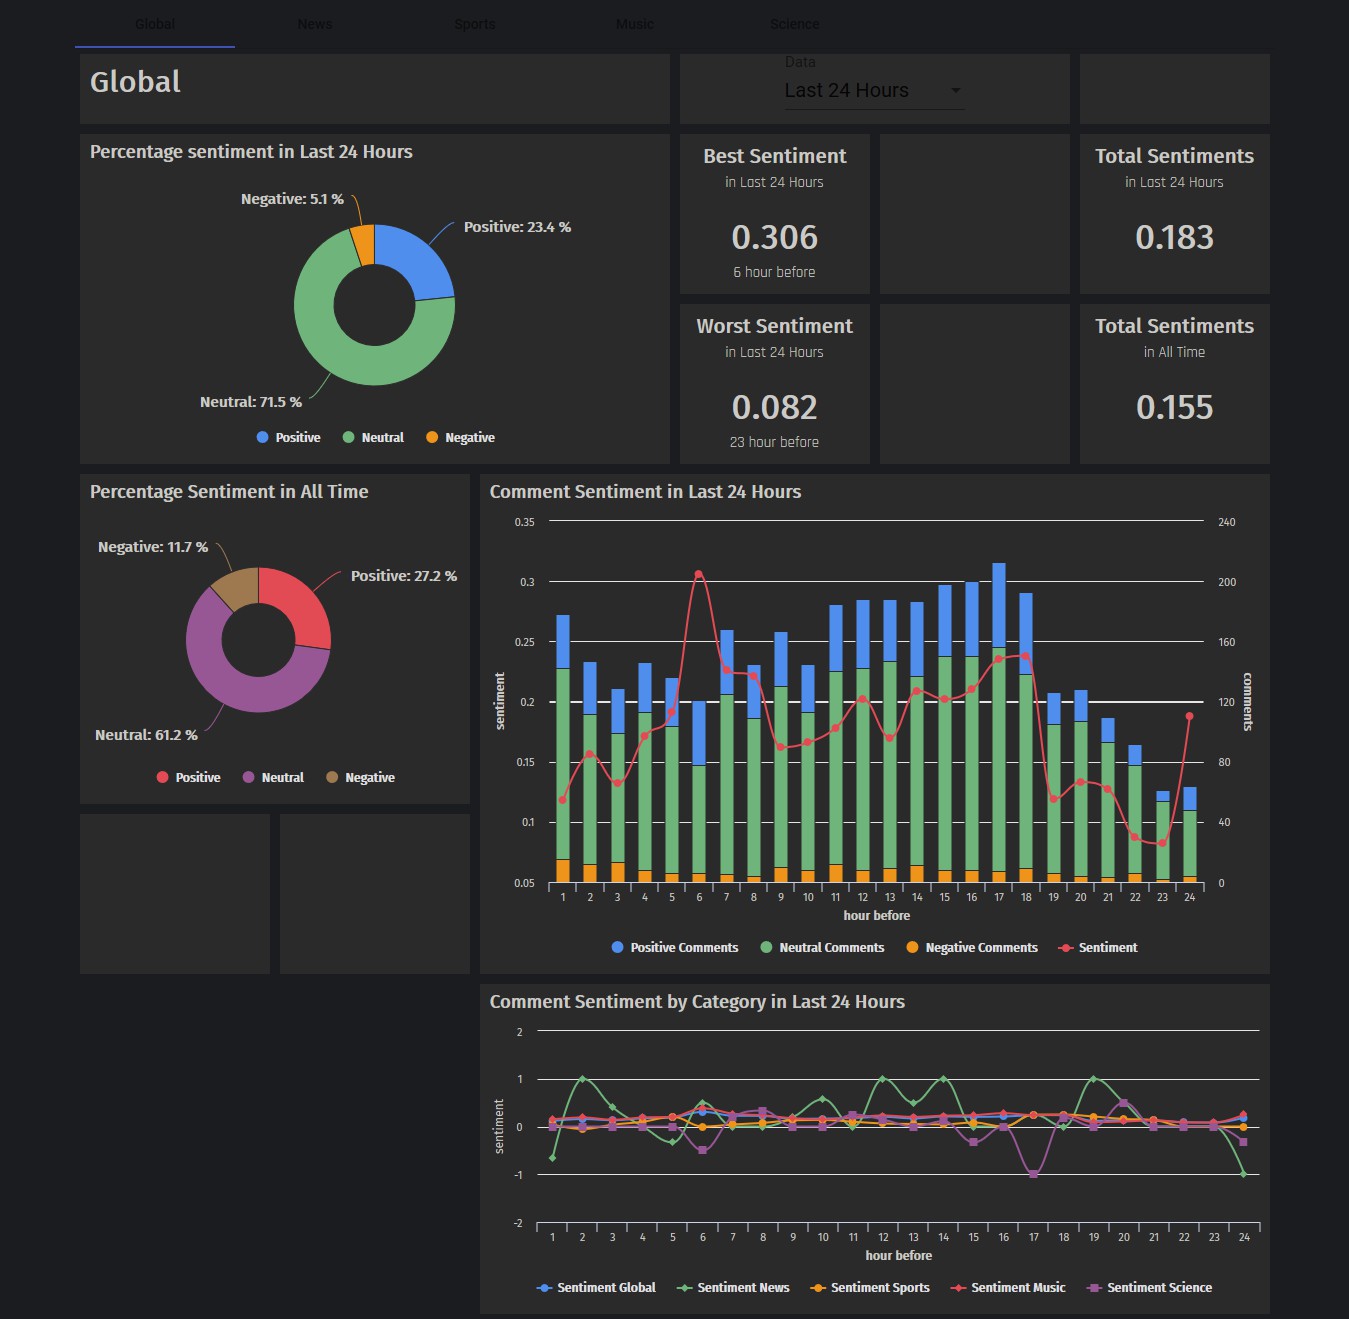 Global News Sports Music Science
Global
Data
Last 24 Hours
Percentage sentiment in Last 24 Hours
Negative: 5.1 %
Positive: 23.4 %
Neutral: 71.5 %
Positive Neutral Negative
Best Sentiment
in Last 24 Hours
0.306
6 hour before
Total Sentiments
in Last 24 Hours
0.183
Worst Sentiment
in Last 24 Hours
0.082
23 hour before
Total Sentiments
in All Time
0.155
Percentage Sentiment in All Time
Negative: 11.7 %
Positive: 27.2 %
Neutral: 61.2 %
Positive Neutral Negative
Comment Sentiment in Last 24 Hours
0.35 240
0.3 200
0.25 160
sentiment
comments
0.2 120
0.15 80
0.1 40
0.05 0
1 2 3 4 5 6 7 8 9 10 11 12 13 14 15 16 17 18 19 20 21 22 23 24
hour before
Positive Comments Neutral Comments Negative Comments Sentiment
Comment Sentiment by Category in Last 24 Hours
2
1
sentiment
0
-1
-2
1 2 3 4 5 6 7 8 9 10 11 12 13 14 15 16 17 18 19 20 21 22 23 24
hour before
Sentiment Global Sentiment News Sentiment Sports Sentiment Music Sentiment Science